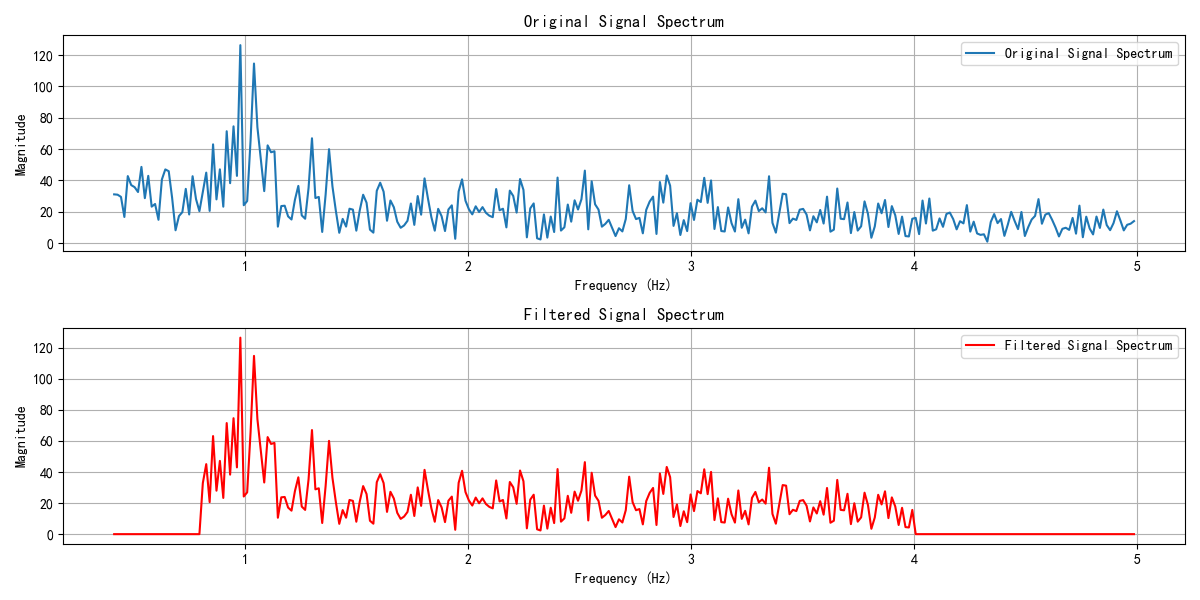 Original Signal Spectrum
Original Signal Spectrum
Magnitude
120
100
80
60
40
20
0
1 2 3 4 5
Frequency (Hz)
Filtered Signal Spectrum
Filtered Signal Spectrum
Magnitude
120
100
80
60
40
20
0
1 2 3 4 5
Frequency (Hz)